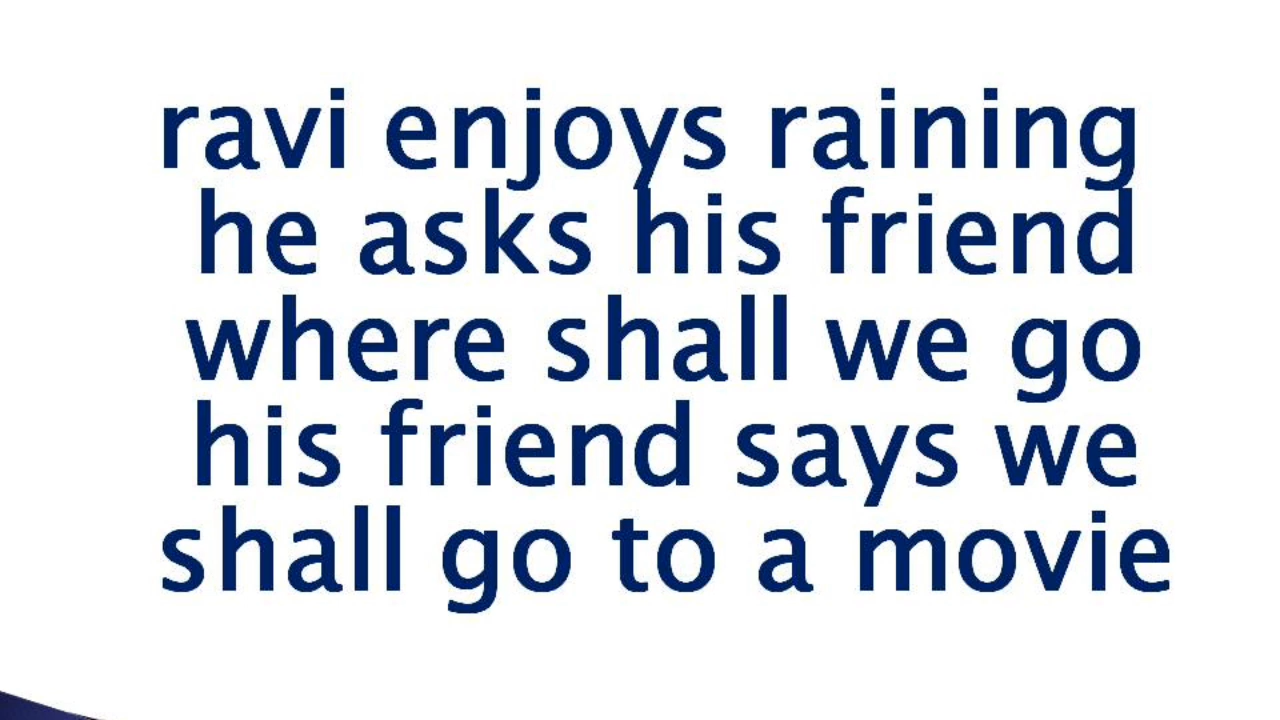 ravi enjoys raining
he asks his friend
where shall we go
his friend says we
shall go to a movie